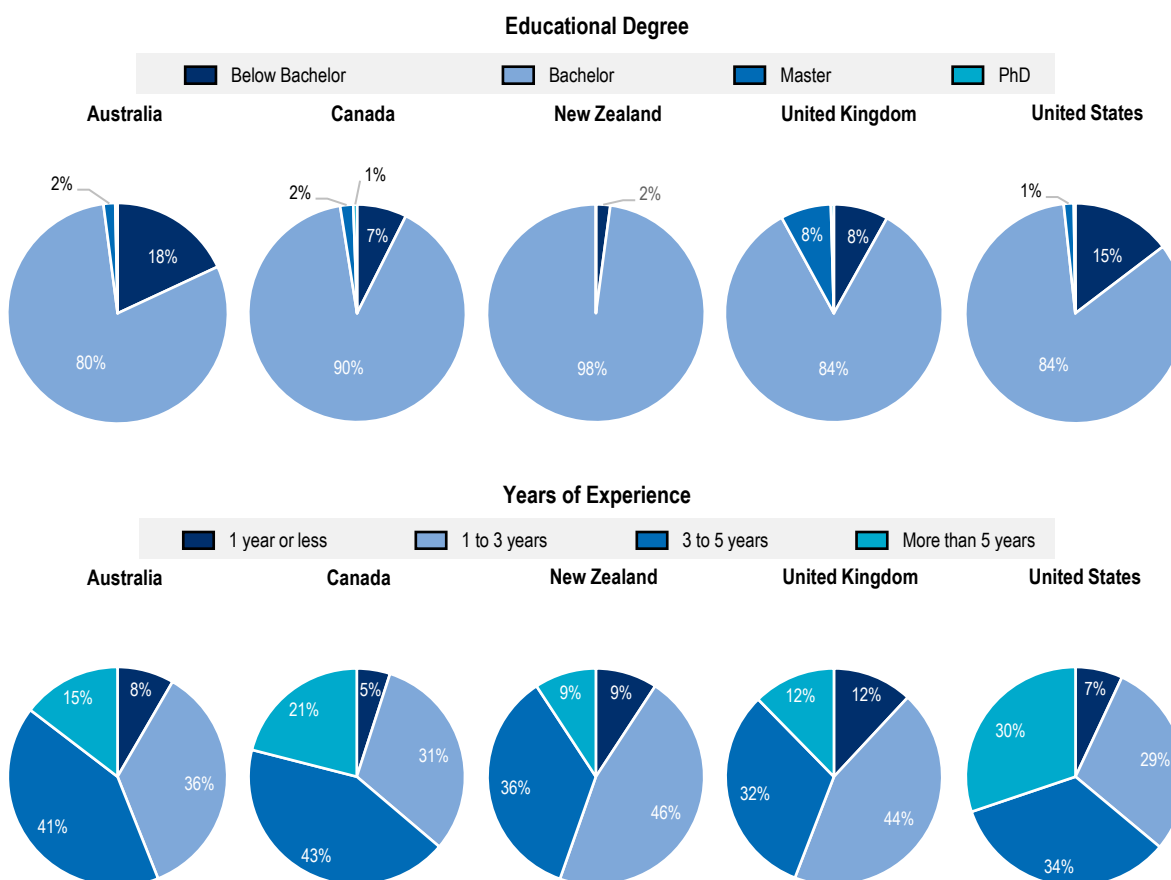 Educational Degree
Below Bachelor Bachelor Master PhD
Australia Canada New Zealand United Kingdom United States
2% 18% 80%
2% 1% 7% 90%
2% 98%
8% 8% 84%
1% 15% 84%
Years of Experience
1 year or less 1 to 3 years 3 to 5 years More than 5 years
Australia Canada New Zealand United Kingdom United States
15% 8% 36% 41%
21% 5% 31% 43%
9% 9% 36% 46%
12% 12% 32% 44%
7% 30% 29% 34%